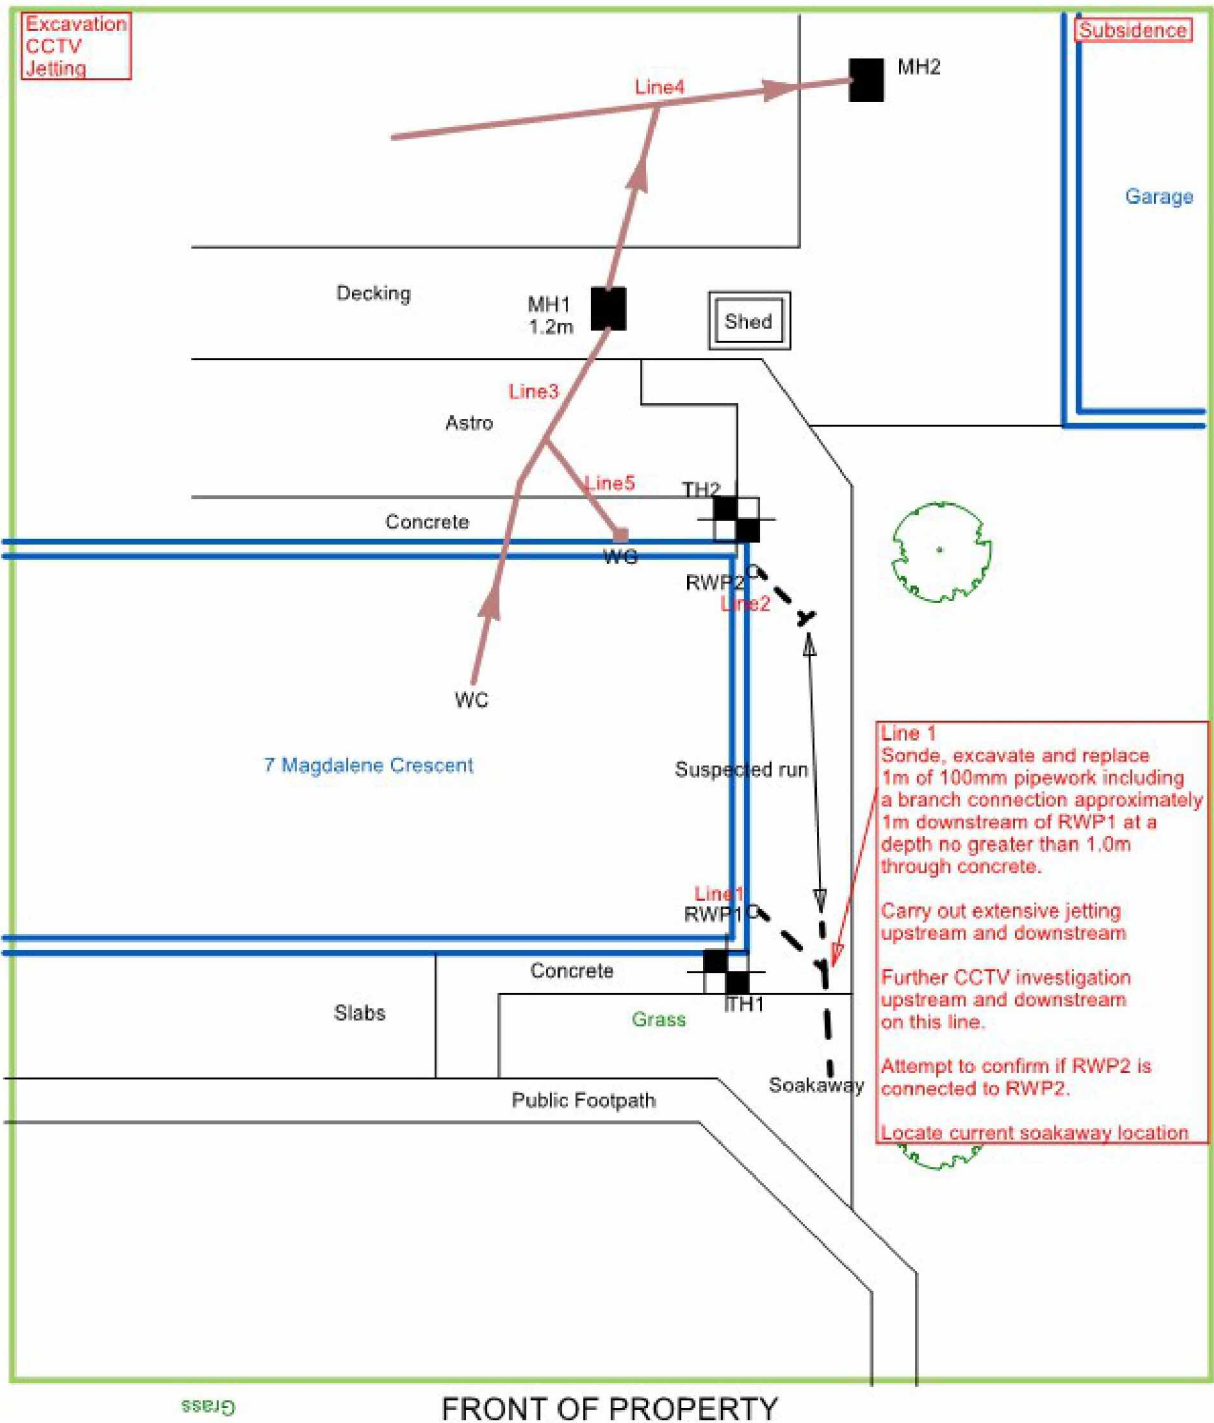 Excavation
CCTV
Jetting
Subsidence
Line4
MH2
Garage
Decking
MH1
1.2m
Shed
Line3
Astro
Line5
TH2
Concrete
WG
RWP2
Line2
WC
7 Magdalene Crescent
Suspected run
Line 1
Sonde, excavate and replace
1m of 100mm pipework including
a branch connection approximately
1m downstream of RWP1 at a
depth no greater than 1.0m
through concrete.
Carry out extensive jetting
upstream and downstream
Further CCTV investigation
upstream and downstream
on this line.
Attempt to confirm if RWP2 is
connected to RWP2.
Locate current soakaway location
Line1
RWP1
Concrete
TH1
Slabs
Grass
Soakaway
Public Footpath
Grass
FRONT OF PROPERTY